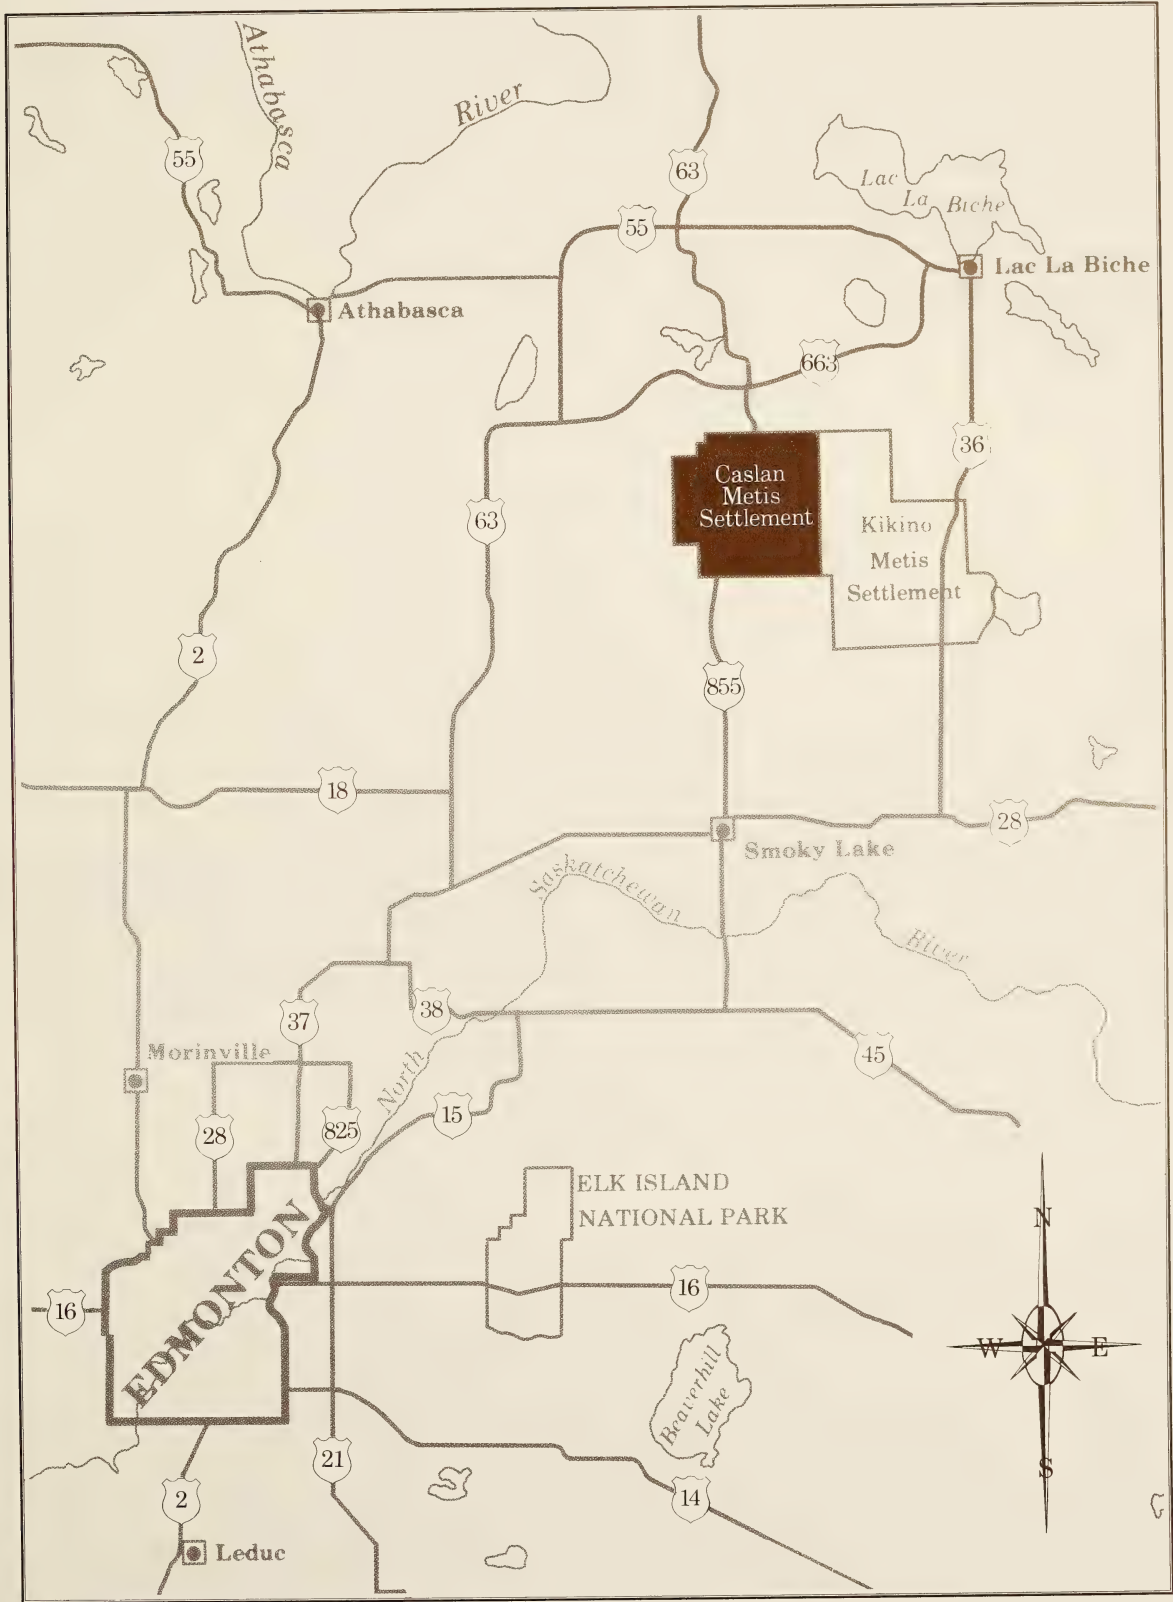 Athabasca
River
55
63
Lac
La Biche
55
Lac La Biche
Athabasca
663
36
Caslan
Metis
Settlement
63
Kikino
Metis
Settlement
2
855
18
28
Smoky Lake
Saskatchewan
River
38
37
45
Morinville
North
15
28
825
ELK ISLAND
NATIONAL PARK
N
EDMONTON
16
16
W
E
Beaverhill
Lake
21
S
2
14
Leduc